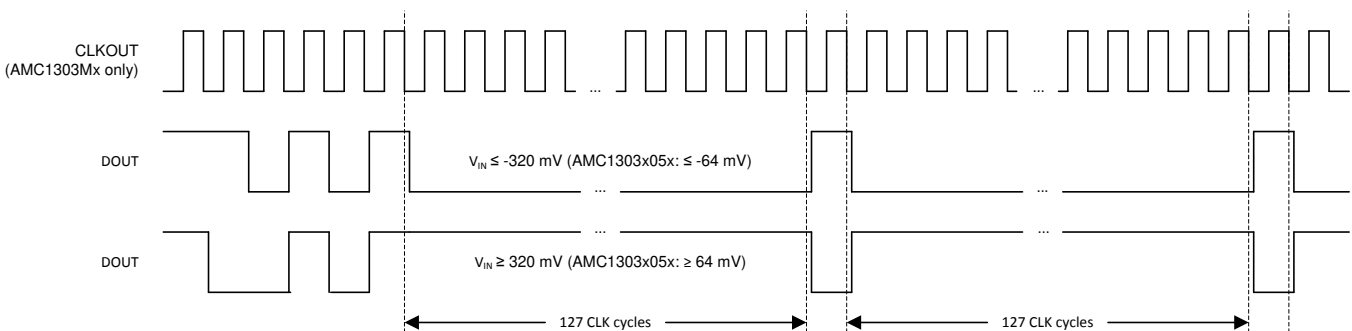 CLKOUT
(AMC1303Mx only)
...
...
DOUT
VIN ≤ -320 mV (AMC1303x05x: ≤ -64 mV)
...
...
DOUT
...
...
VIN ≥ 320 mV (AMC1303x05x: ≥ 64 mV)
127 CLK cycles
127 CLK cycles